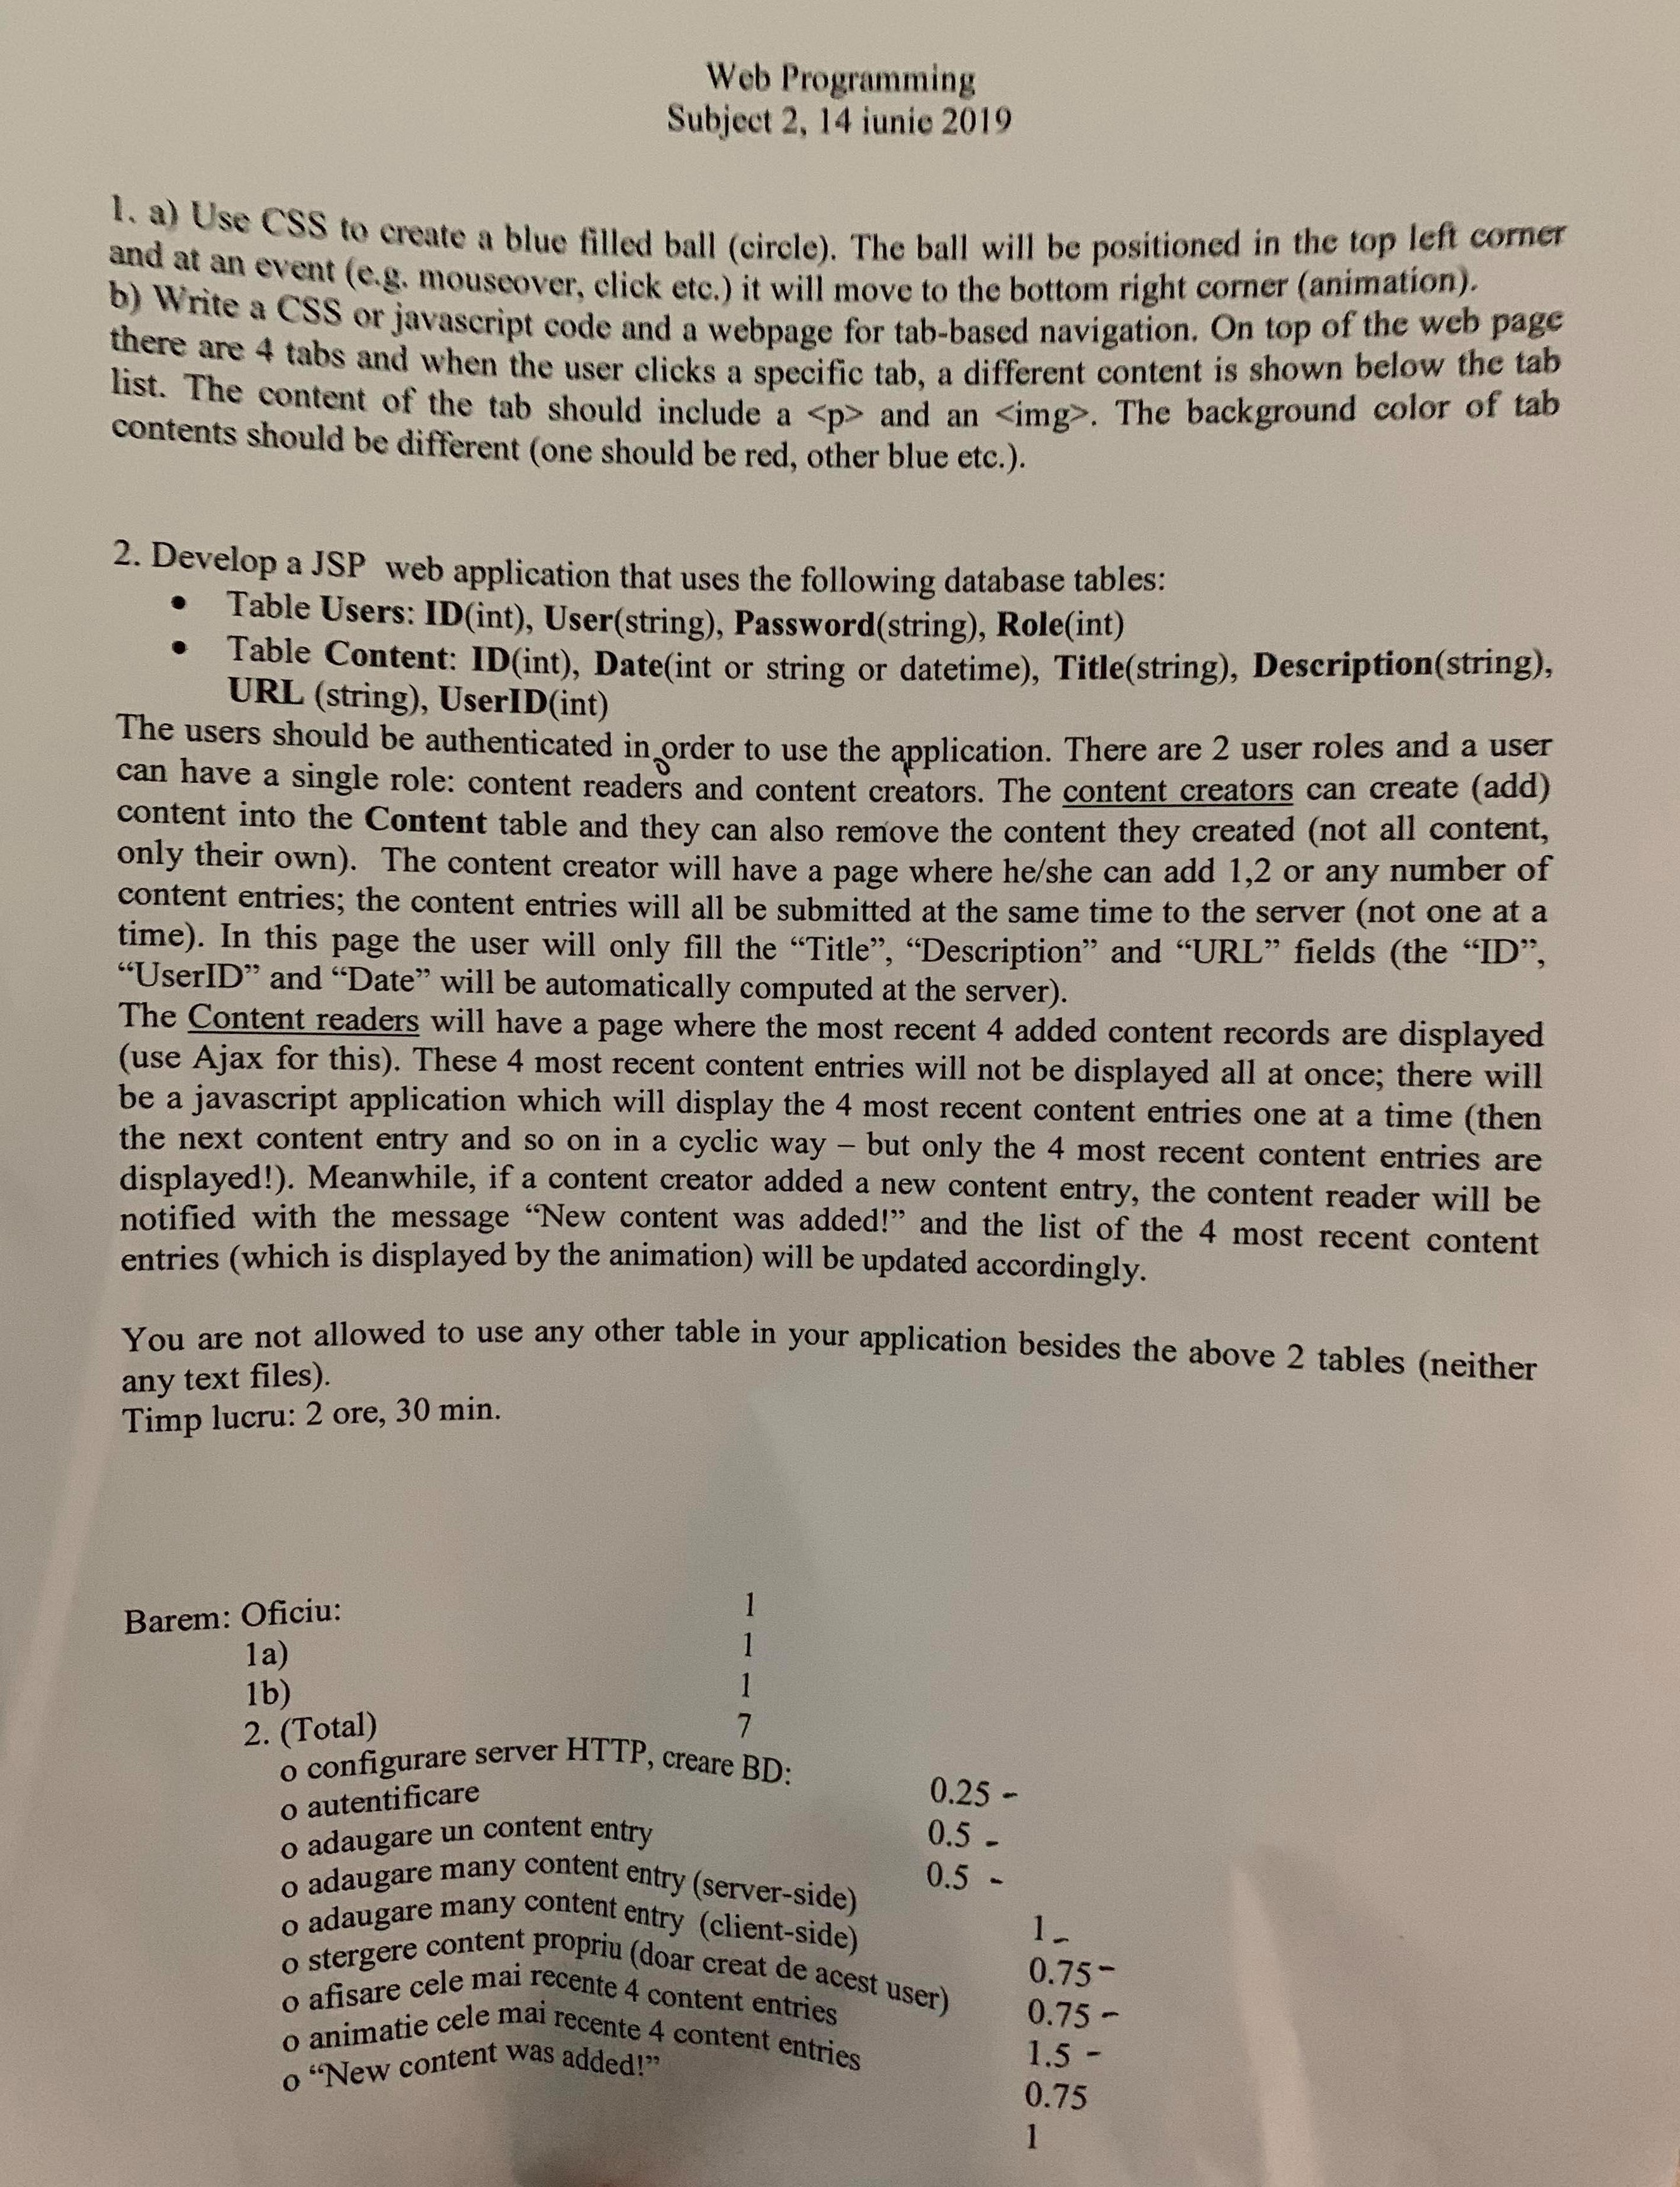 Web Programming
Subject 2, 14 iunie 2019
1. a) Use CSS to create a blue filled ball (circle). The ball will be positioned in the top left corner
and at an event (e.g. mouseover, click etc.) it will move to the bottom right corner (animation).
b) Write a CSS or javascript code and a webpage for tab-based navigation. On top of the web page
there are 4 tabs and when the user clicks a specific tab, a different content is shown below the tab
list. The content of the tab should include a <p> and an <img>. The background color of tab
contents should be different (one should be red, other blue etc.).
2. Develop a JSP web application that uses the following database tables:
• Table Users: ID(int), User(string), Password(string), Role(int)
• Table Content: ID(int), Date(int or string or datetime), Title(string), Description(string),
URL (string), UserID(int)
The users should be authenticated in order to use the application. There are 2 user roles and a user
can have a single role: content readers and content creators. The content creators can create (add)
content into the Content table and they can also remove the content they created (not all content,
only their own). The content creator will have a page where he/she can add 1,2 or any number of
content entries; the content entries will all be submitted at the same time to the server (not one at a
time). In this page the user will only fill the “Title”, “Description” and “URL” fields (the “ID”,
“UserID” and “Date” will be automatically computed at the server).
The Content readers will have a page where the most recent 4 added content records are displayed
(use Ajax for this). These 4 most recent content entries will not be displayed all at once; there will
be a javascript application which will display the 4 most recent content entries one at a time (then
the next content entry and so on in a cyclic way – but only the 4 most recent content entries are
displayed!). Meanwhile, if a content creator added a new content entry, the content reader will be
notified with the message “New content was added!” and the list of the 4 most recent content
entries (which is displayed by the animation) will be updated accordingly.
You are not allowed to use any other table in your application besides the above 2 tables (neither
any text files).
Timp lucru: 2 ore, 30 min.
Barem: Oficiu: 1
1a) 1
1b) 1
2. (Total) 7
o configurare server HTTP, creare BD: 0.25 -
o autentificare 0.5 -
o adaugare un content entry 0.5 -
o adaugare many content entry (server-side) 1 -
o adaugare many content entry (client-side) 0.75 -
o stergere content propriu (doar creat de acest user) 0.75 -
o afisare cele mai recente 4 content entries 1.5 -
o animatie cele mai recente 4 content entries 0.75
o “New content was added!” 1